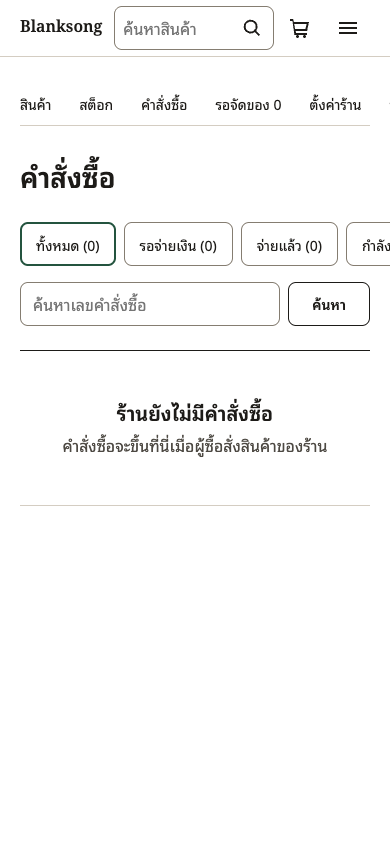 Blanksong ค้นหาสินค้า
สินค้า สต็อก คำสั่งซื้อ รอจัดของ 0 ตั้งค่าร้าน
คำสั่งซื้อ
ทั้งหมด (0) รอจ่ายเงิน (0) จ่ายแล้ว (0) กำลัง
ค้นหาเลขคำสั่งซื้อ ค้นหา
ร้านยังไม่มีคำสั่งซื้อ
คำสั่งซื้อจะขึ้นที่นี่เมื่อผู้ซื้อสั่งสินค้าของร้าน